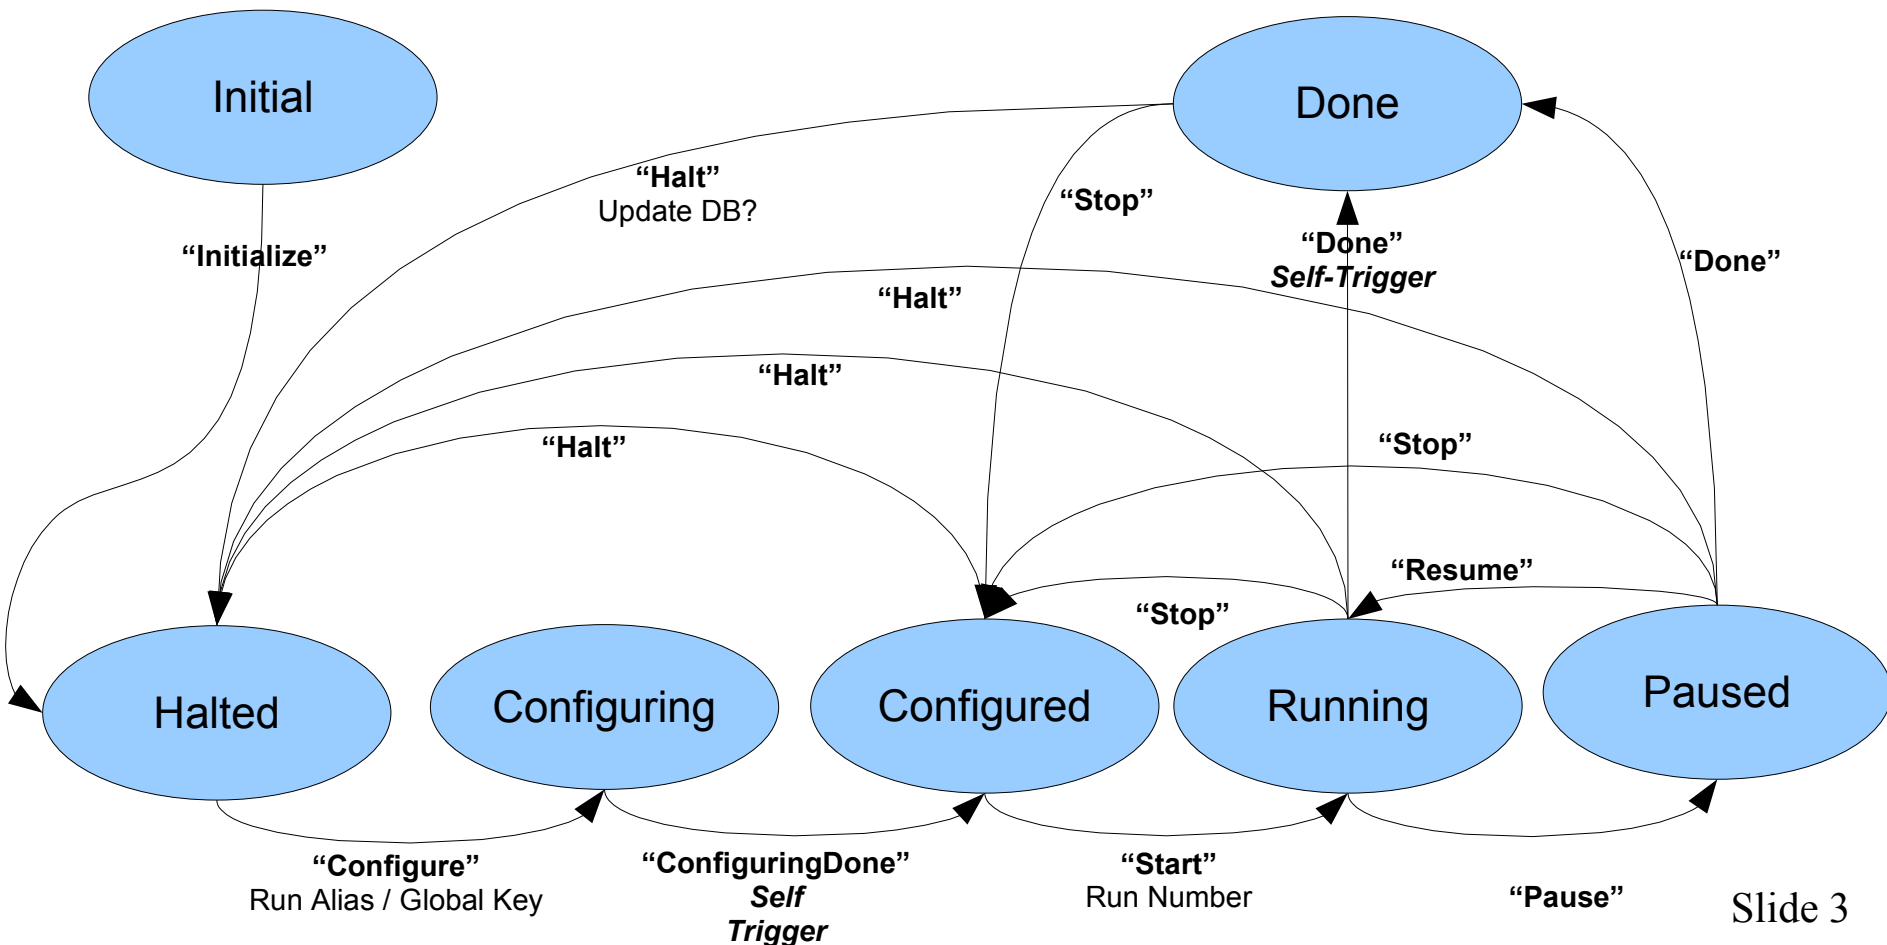 Initial
Done
“Halt”
Update DB?
“Stop”
“Initialize”
“Done”
Self-Trigger
“Done”
“Halt”
“Halt”
“Halt”
“Stop”
“Resume”
“Stop”
Halted
Configuring
Configured
Running
Paused
“Configure”
Run Alias / Global Key
“ConfiguringDone”
Self
Trigger
“Start”
Run Number
“Pause”
Slide 3